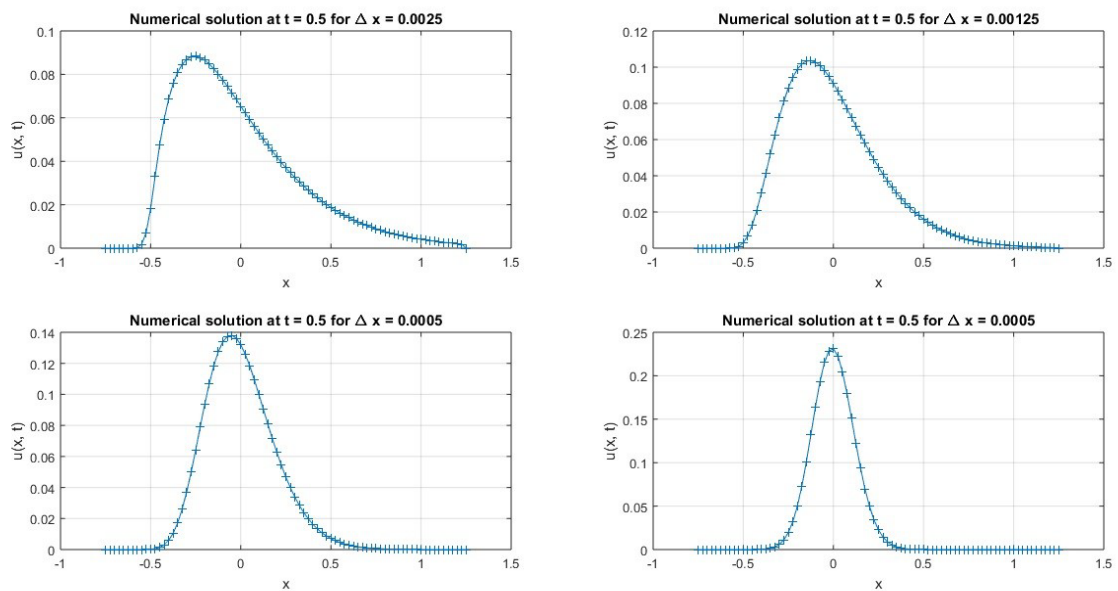 Numerical solution at t = 0.5 for Δ x = 0.0025
0.1
0.08
0.06
0.04
0.02
0
u(x, t)
-1 -0.5 0 0.5 1 1.5
x
Numerical solution at t = 0.5 for Δ x = 0.00125
0.12
0.1
0.08
0.06
0.04
0.02
0
u(x, t)
-1 -0.5 0 0.5 1 1.5
x
Numerical solution at t = 0.5 for Δ x = 0.0005
0.14
0.12
0.1
0.08
0.06
0.04
0.02
0
u(x, t)
-1 -0.5 0 0.5 1 1.5
x
Numerical solution at t = 0.5 for Δ x = 0.0005
0.25
0.2
0.15
0.1
0.05
0
u(x, t)
-1 -0.5 0 0.5 1 1.5
x